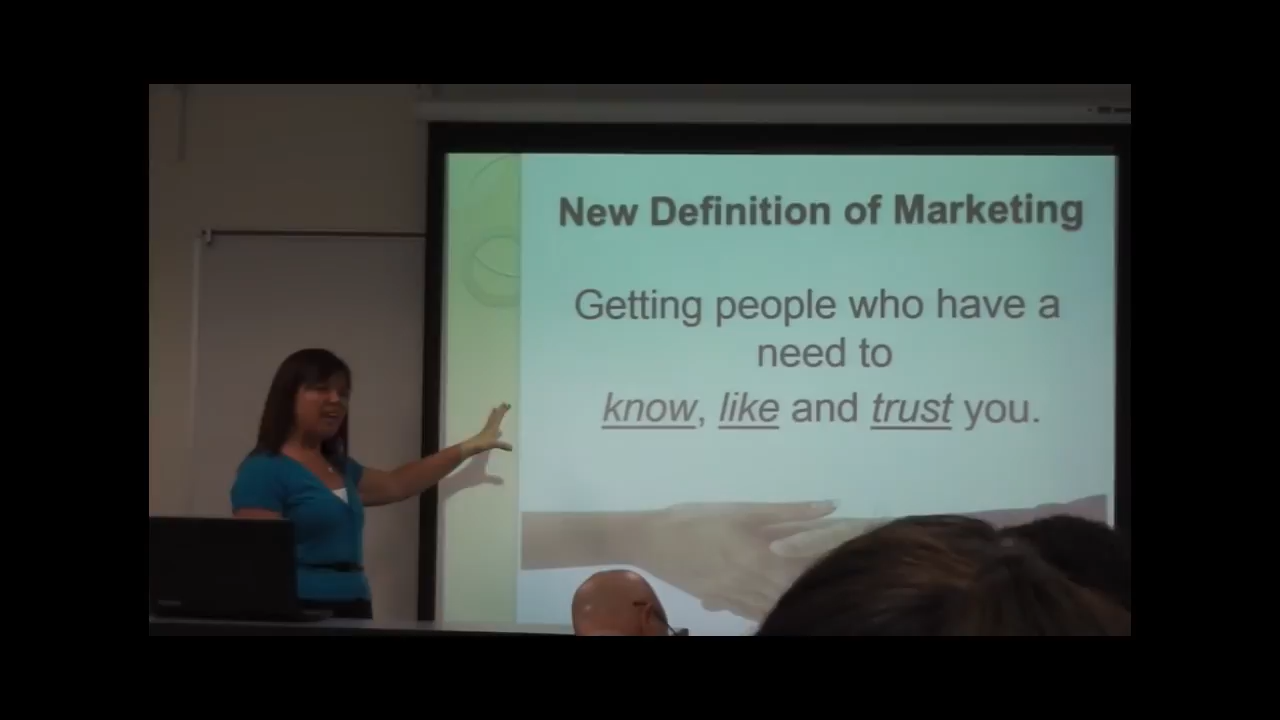 New Definition of Marketing
Getting people who have a
need to
know, like and trust you.